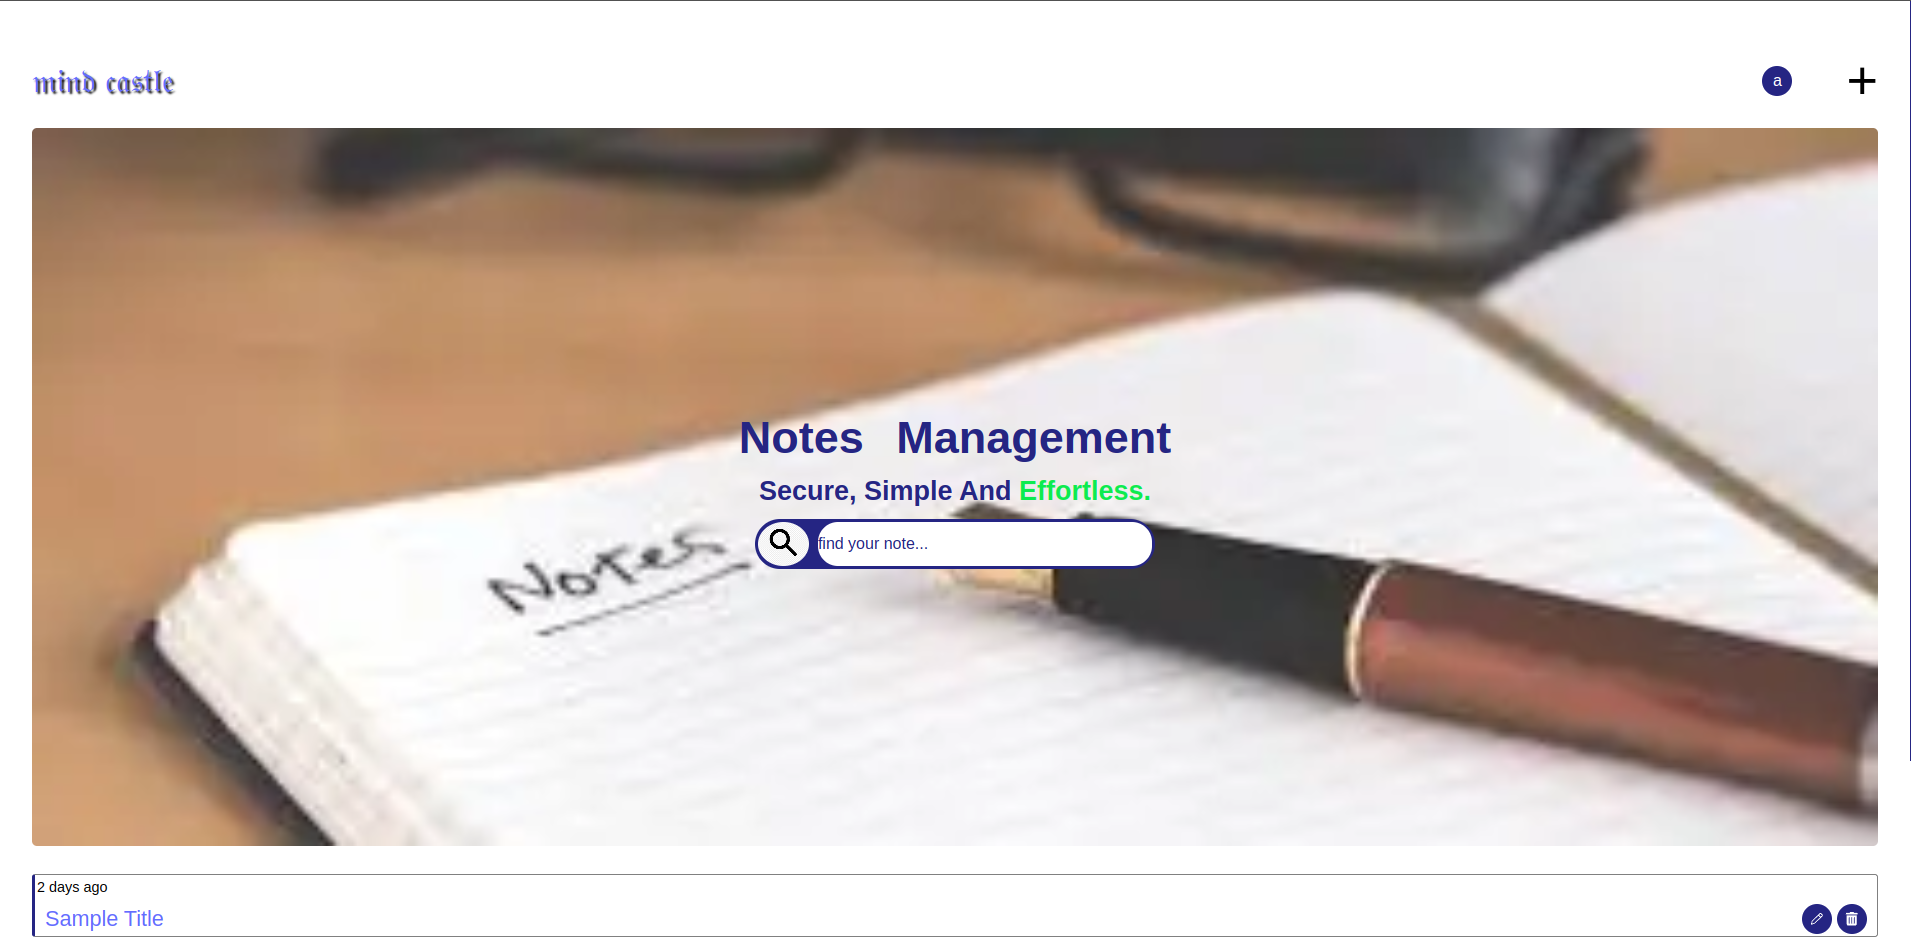 mind castle
a
Notes Management
Secure, Simple And Effortless.
find your note...
Notes
2 days ago
Sample Title